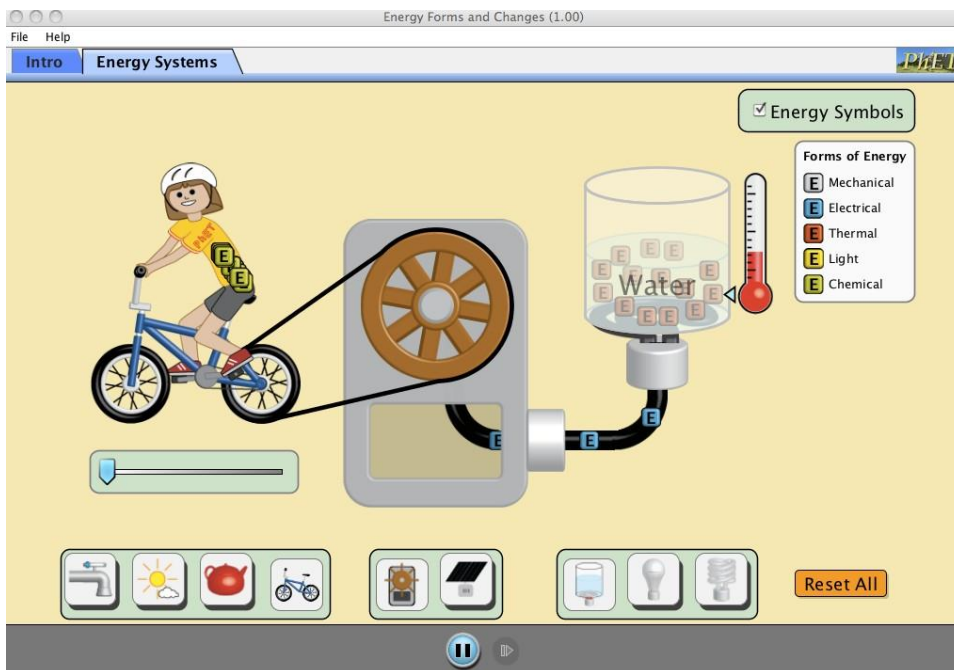 Energy Forms and Changes (1.00)
File Help
Intro Energy Systems
PhET
Energy Symbols
Forms of Energy
E Mechanical
E Electrical
E Thermal
E Light
E Chemical
PhET
E
E
E
Water
E E E E E E E E E E E E E
E E E
Reset All